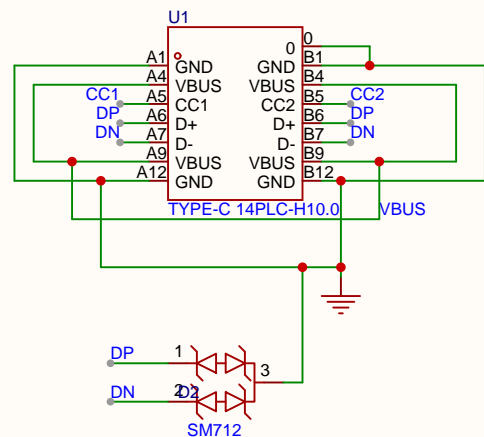 U1
0
0
A1 GND GND B1
A4 VBUS VBUS B4
CC1 A5 CC1 CC2 B5 CC2
DP A6 D+ D+ B6 DP
DN A7 D- D- B7 DN
A9 VBUS VBUS B9
A12 GND GND B12
TYPE-C 14PLC-H10.0 VBUS
DP 1
3
DN 2 D2
SM712